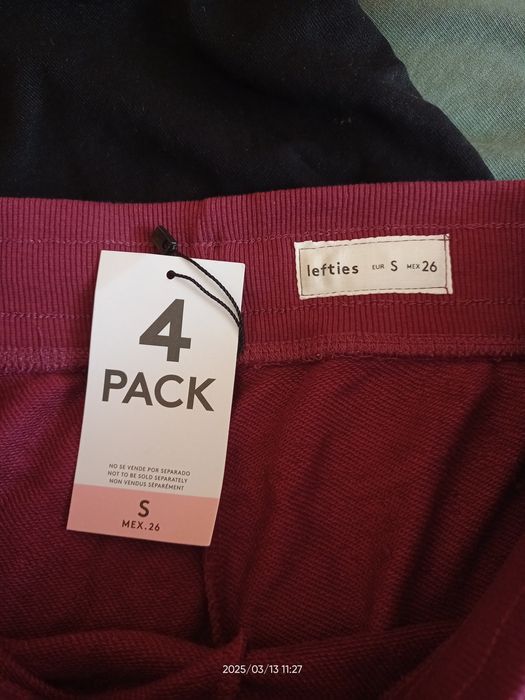 lefties EUR S MEX 26
4
PACK
NO SE VENDE POR SEPARADO
NOT TO BE SOLD SEPARATELY
NON VENDUS SÉPARÉMENT
S
MEX.26
2025/03/13 11:27